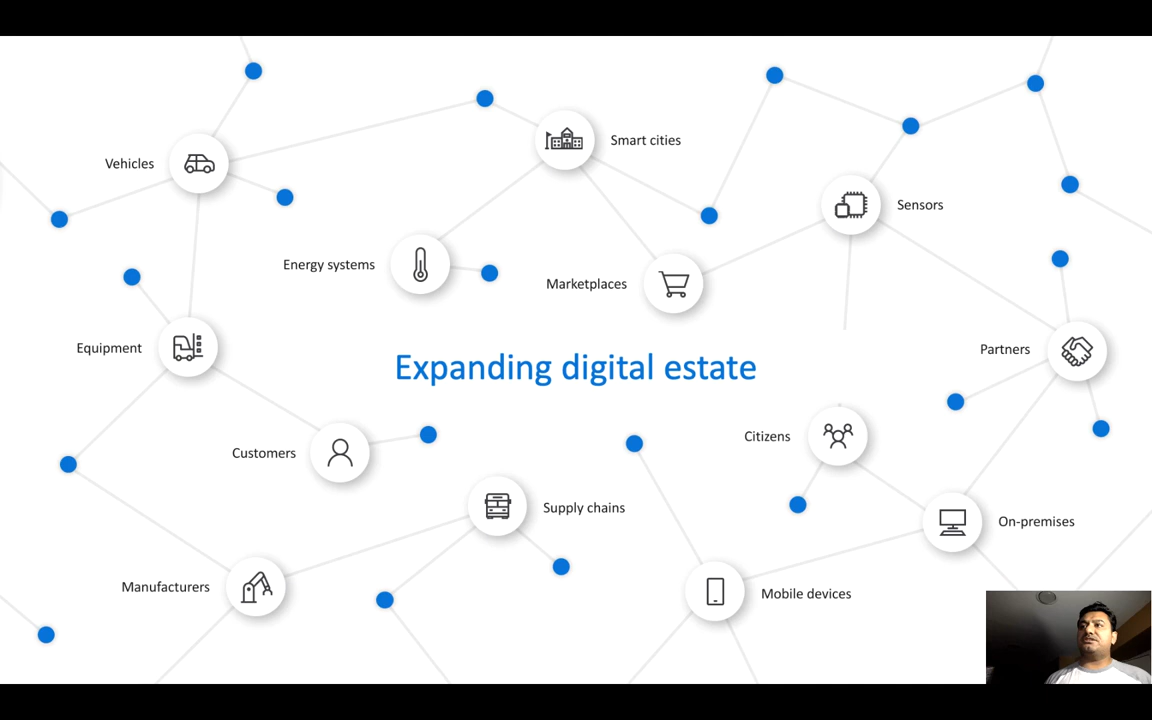 Smart cities
Vehicles
Sensors
Energy systems
Marketplaces
Equipment
Partners
Expanding digital estate
Citizens
Customers
Supply chains
On-premises
Manufacturers
Mobile devices